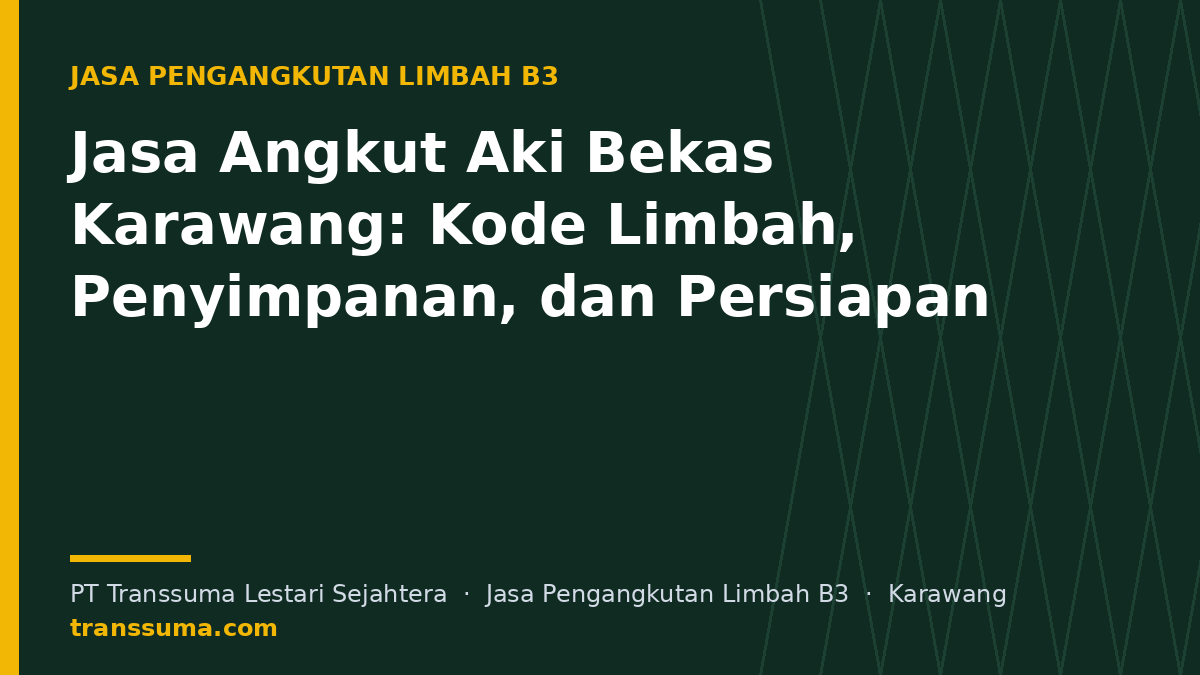 JASA PENGANGKUTAN LIMBAH B3
Jasa Angkut Aki Bekas
Karawang: Kode Limbah,
Penyimpanan, dan Persiapan
PT Transsuma Lestari Sejahtera · Jasa Pengangkutan Limbah B3 · Karawang
transsuma.com